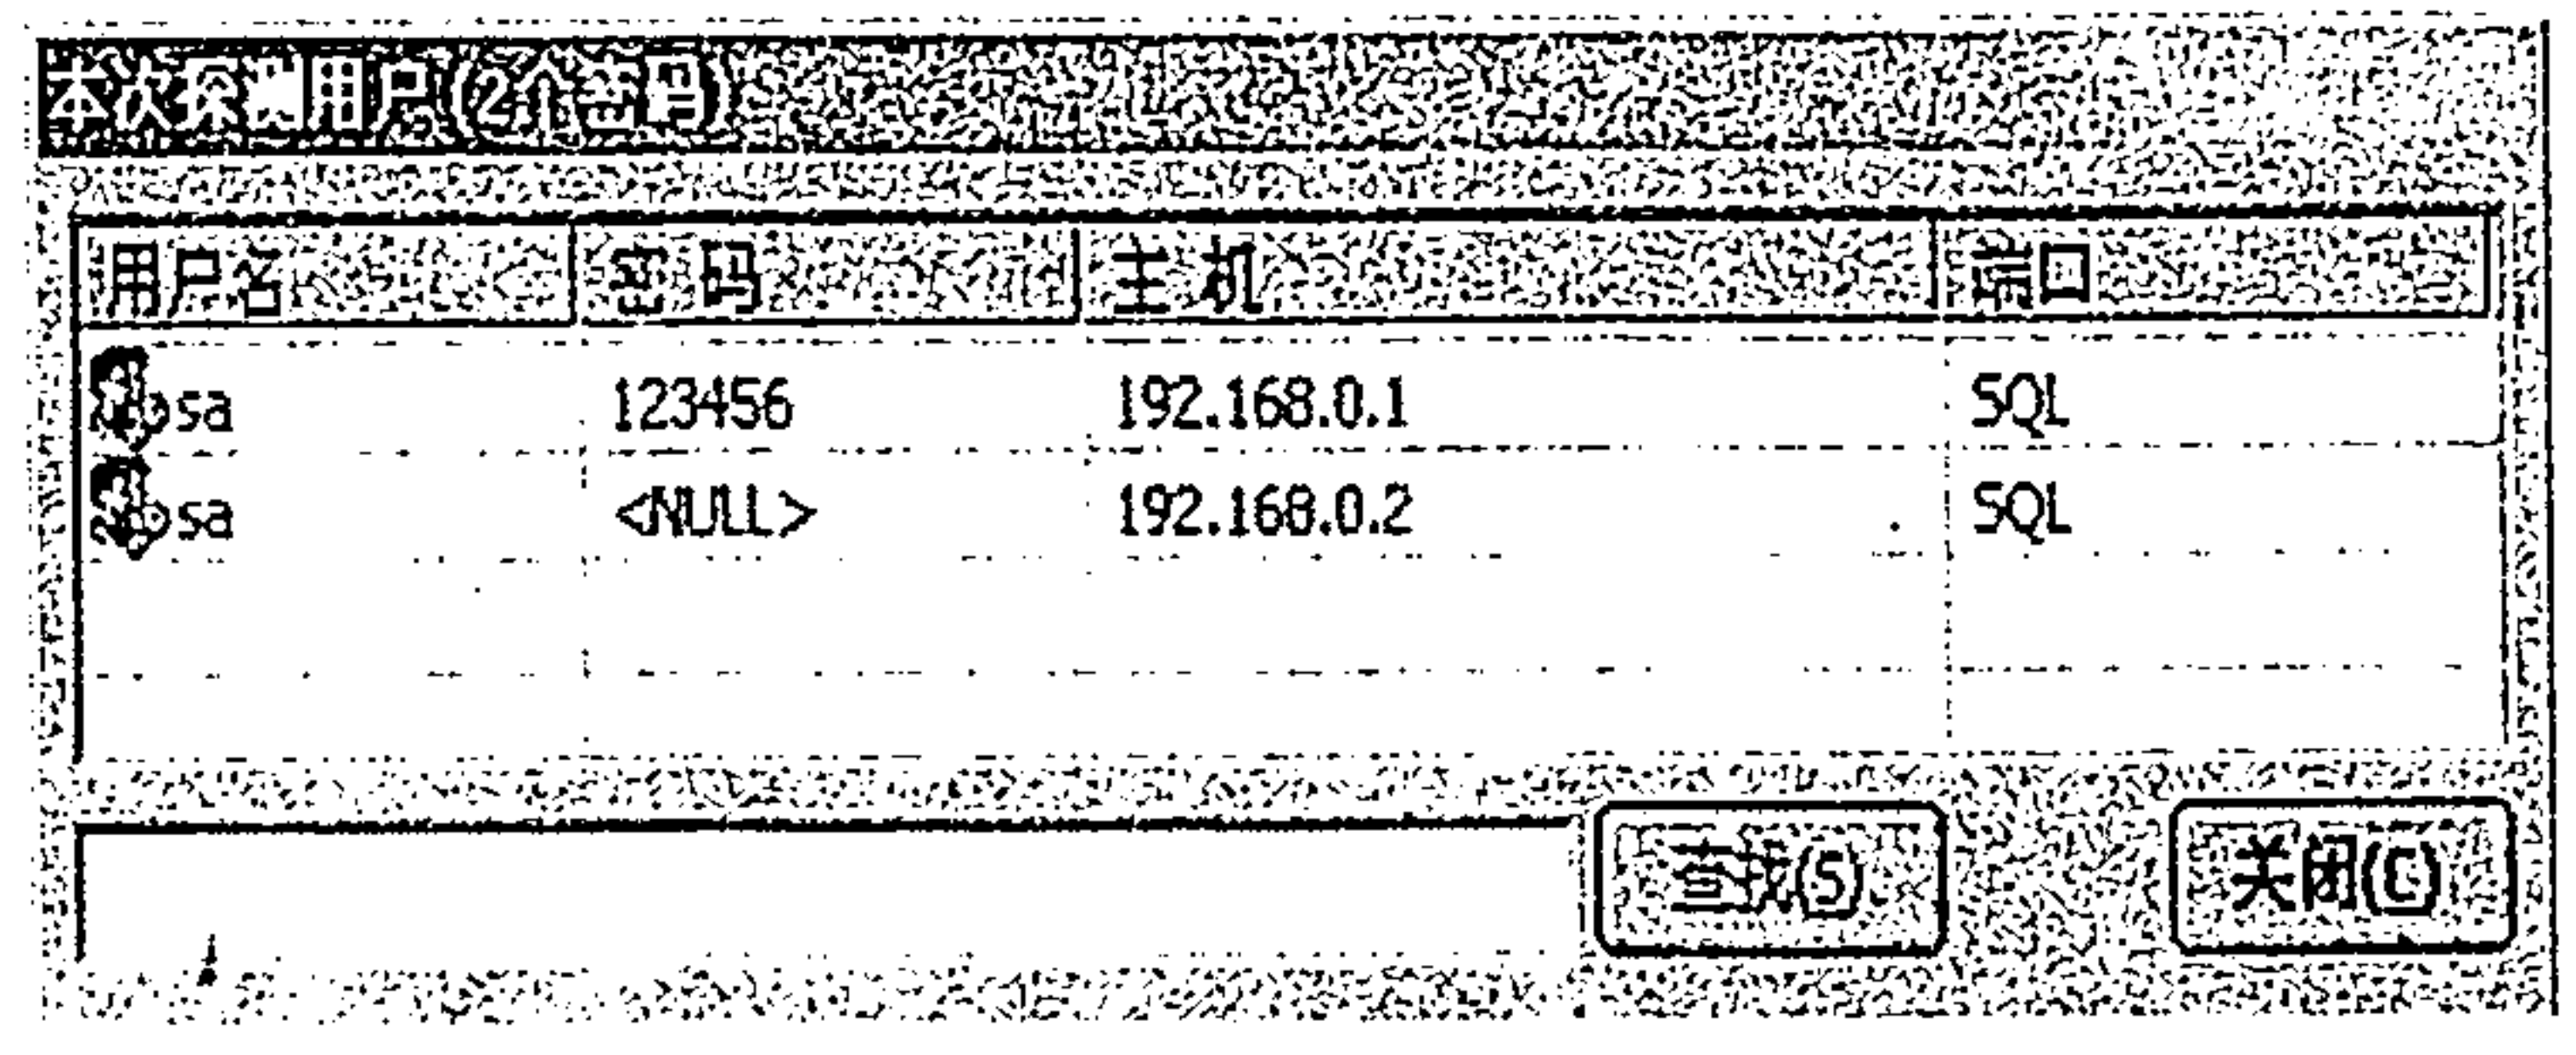 本次探测用户(2个密码)
用户名 密 码 主 机 端口
sa 123456 192.168.0.1 SQL
sa <NULL> 192.168.0.2 SQL
查找(S) 关闭(C)